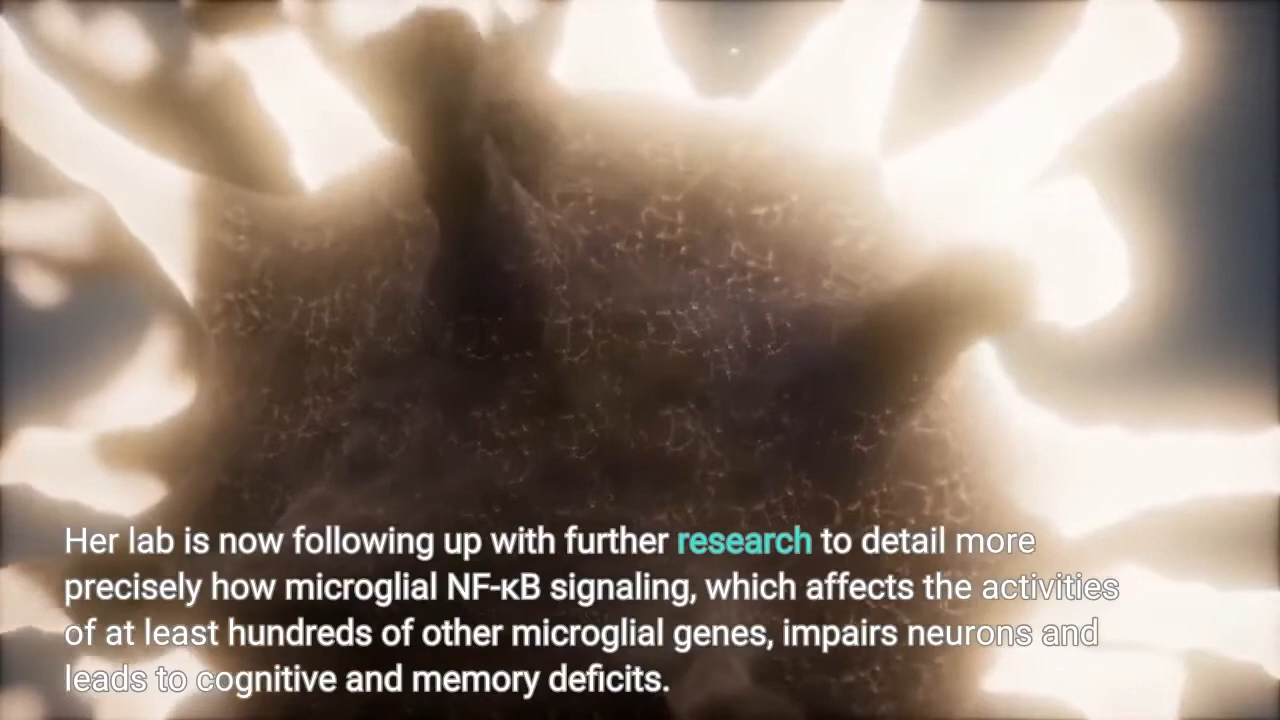 Her lab is now following up with further research to detail more
precisely how microglial NF-κB signaling, which affects the activities
of at least hundreds of other microglial genes, impairs neurons and
leads to cognitive and memory deficits.